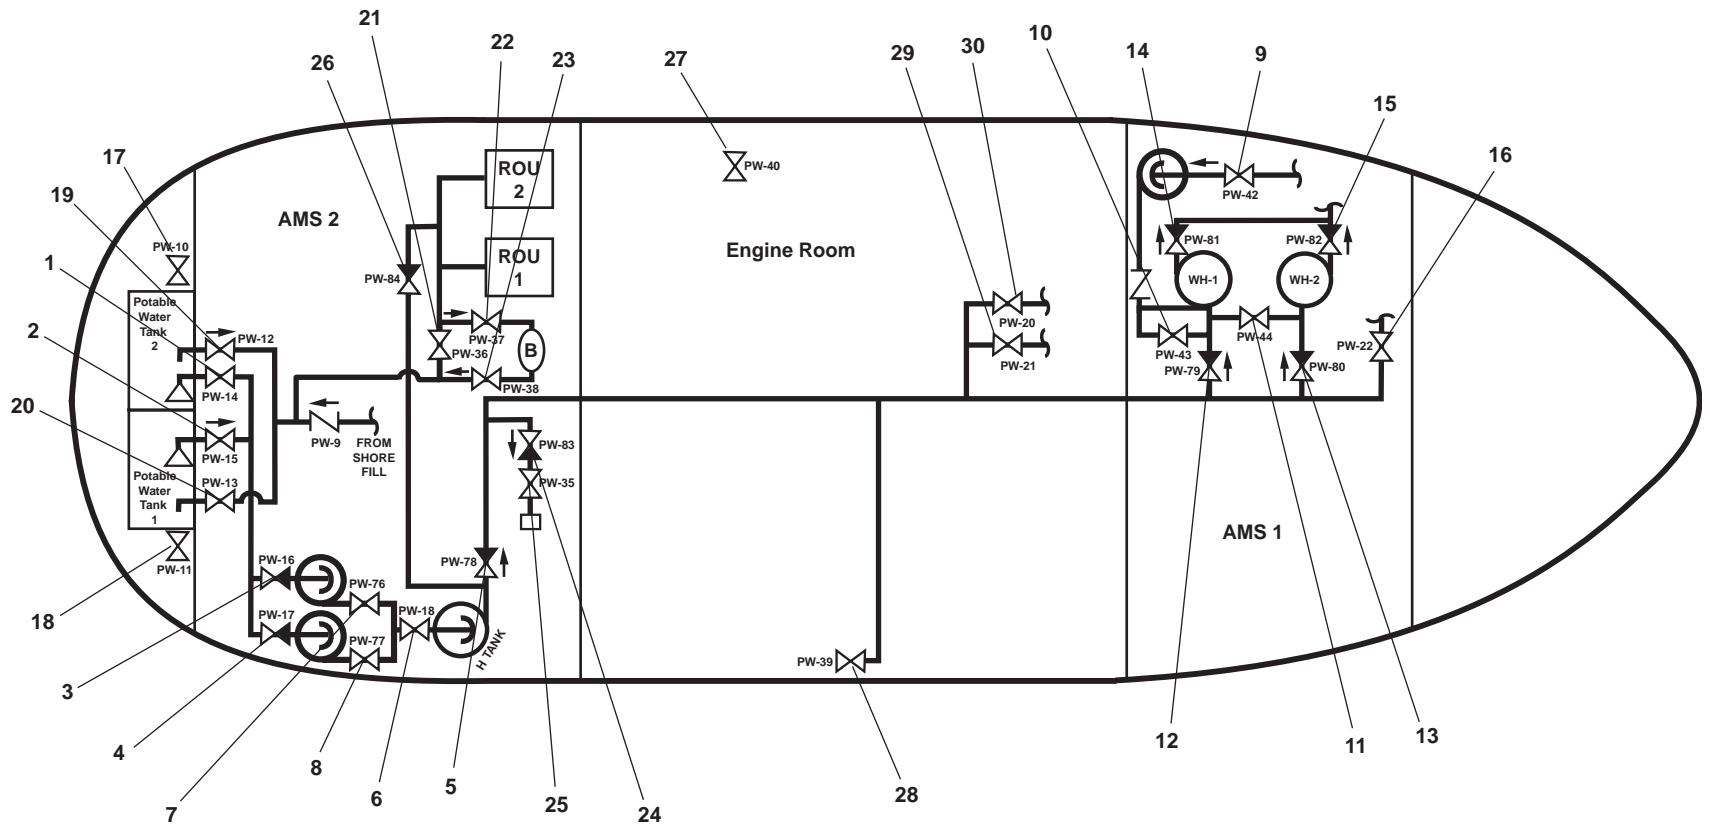 21
22
23
26
27
29
30
10
14
9
15
16
17
19
1
2
20
18
3
4
7
8
6
5
25
24
28
12
11
13
AMS 2
Engine Room
AMS 1
ROU
2
ROU
1
PW-40
PW-42
PW-10
PW-84
PW-81
PW-82
WH-1
WH-2
Potable
Water
Tank
2
PW-12
PW-37
PW-36
B
PW-38
PW-20
PW-21
PW-44
PW-43
PW-22
PW-79
PW-80
PW-14
PW-15
PW-9
FROM
SHORE
FILL
PW-83
PW-35
Potable
Water
Tank
1
PW-13
PW-11
PW-16
PW-76
PW-78
PW-17
PW-18
PW-77
H TANK
PW-39